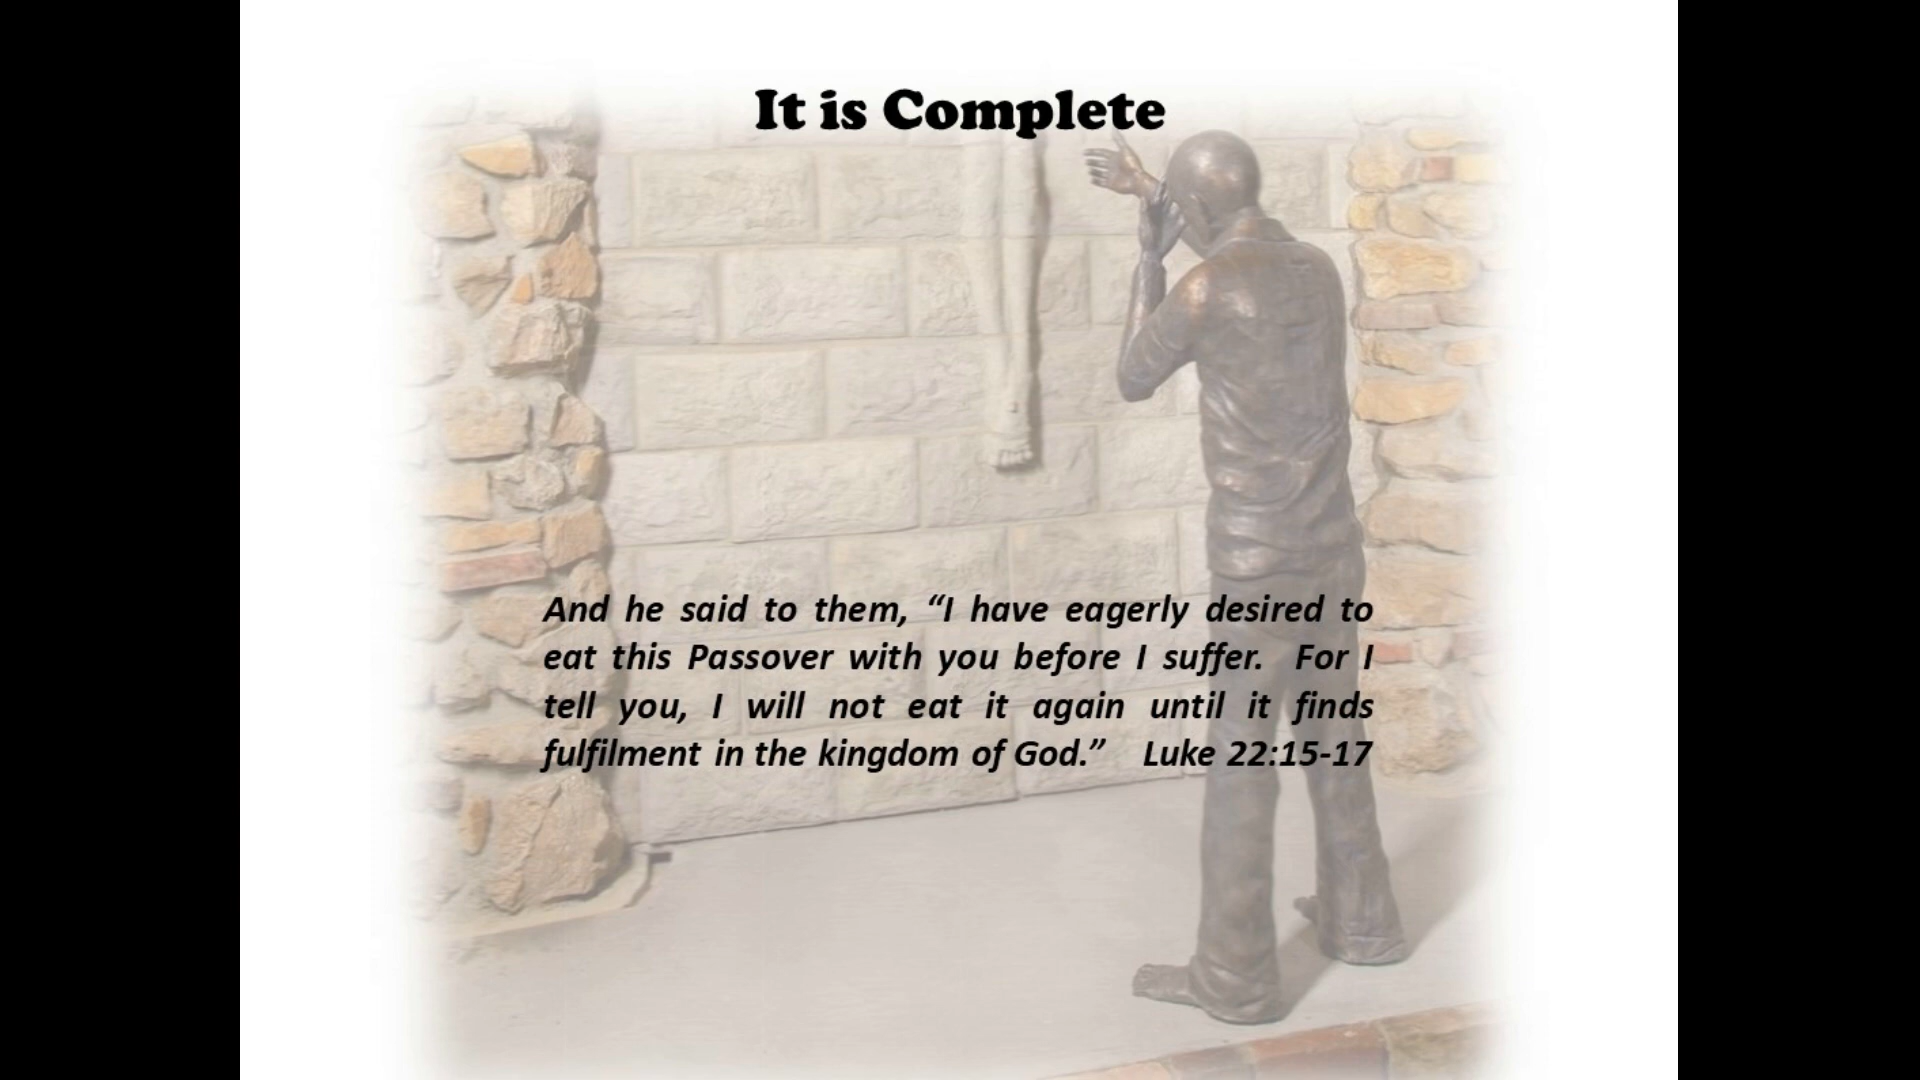 It is Complete
And he said to them, “I have eagerly desired to
eat this Passover with you before I suffer.  For I
tell you, I will not eat it again until it finds
fulfilment in the kingdom of God.”   Luke 22:15-17